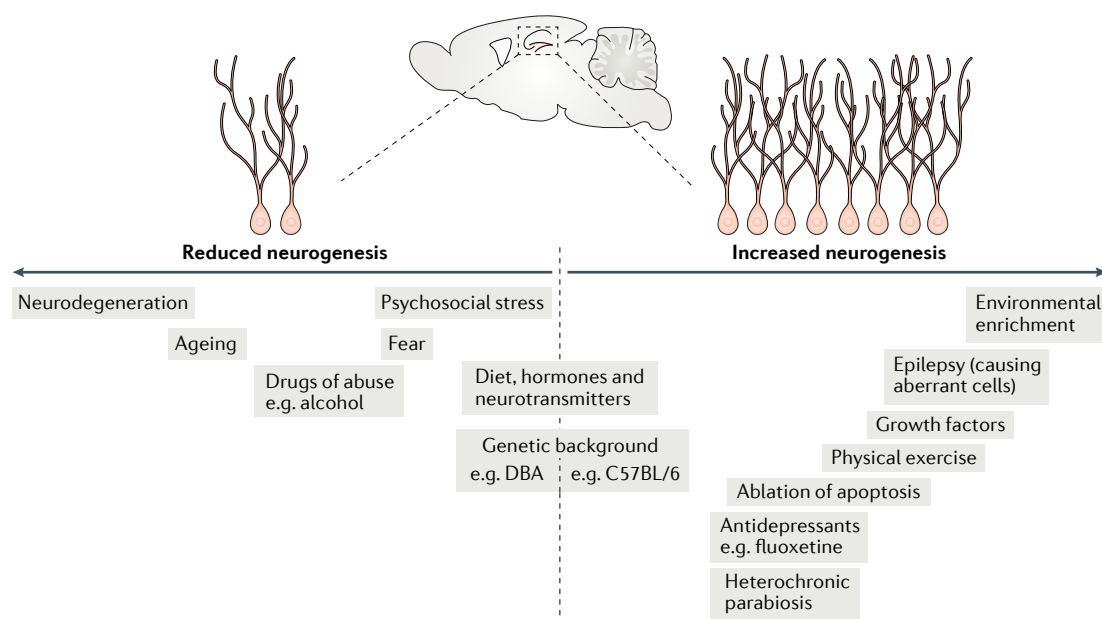 Reduced neurogenesis
Increased neurogenesis
Neurodegeneration
Psychosocial stress
Environmental
enrichment
Ageing
Fear
Epilepsy (causing
aberrant cells)
Drugs of abuse
e.g. alcohol
Diet, hormones and
neurotransmitters
Growth factors
Genetic background
e.g. DBA
e.g. C57BL/6
Physical exercise
Ablation of apoptosis
Antidepressants
e.g. fluoxetine
Heterochronic
parabiosis